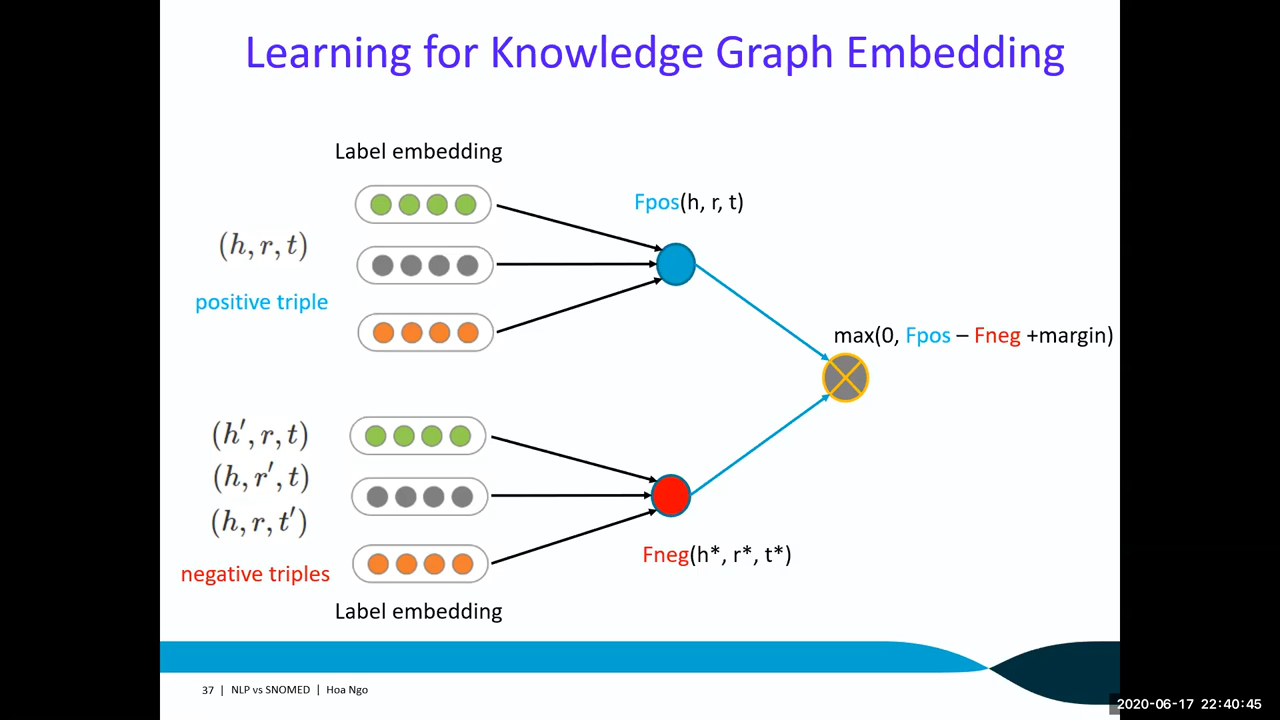 Learning for Knowledge Graph Embedding
Label embedding
Fpos(h, r, t)
(h, r, t)
positive triple
max(0, Fpos – Fneg +margin)
(h′, r, t)
(h, r′, t)
(h, r, t′)
negative triples
Fneg(h*, r*, t*)
Label embedding
37 | NLP vs SNOMED | Hoa Ngo
2020-06-17 22:40:45